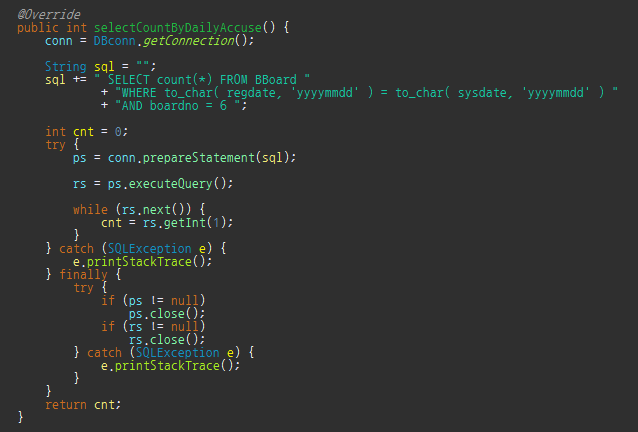 @Override
public int selectCountByDailyAccuse() {
    conn = DBconn.getConnection();
    String sql = "";
    sql += " SELECT count(*) FROM BBoard "
            + "WHERE to_char( regdate, 'yyyymmdd' ) = to_char( sysdate, 'yyyymmdd' ) "
            + "AND boardno = 6 ";
    int cnt = 0;
    try {
        ps = conn.prepareStatement(sql);
        rs = ps.executeQuery();
        while (rs.next()) {
            cnt = rs.getInt(1);
        }
    } catch (SQLException e) {
        e.printStackTrace();
    } finally {
        try {
            if (ps != null)
                ps.close();
            if (rs != null)
                rs.close();
        } catch (SQLException e) {
            e.printStackTrace();
        }
    }
    return cnt;
}